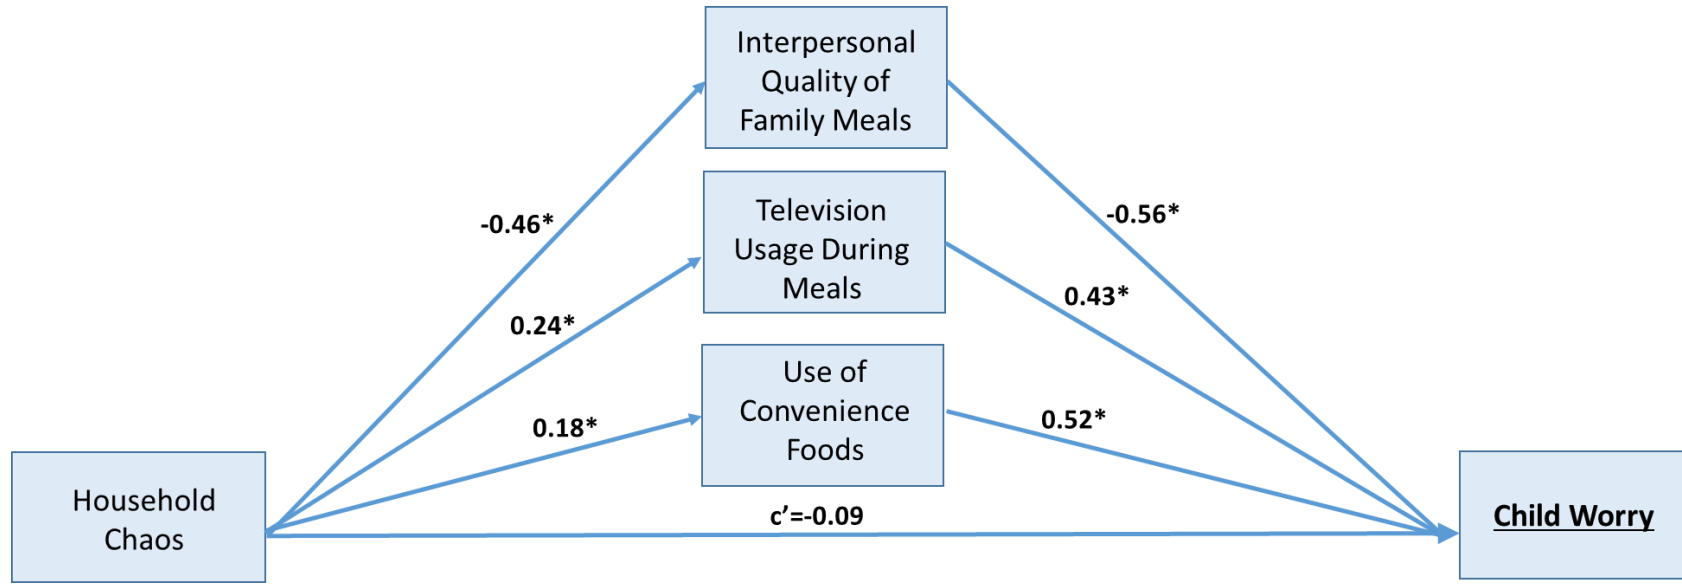 Interpersonal
Quality of
Family Meals
Television
Usage During
Meals
Use of
Convenience
Foods
Household
Chaos
Child Worry
-0.46*
-0.56*
0.24*
0.43*
0.18*
0.52*
c’=-0.09